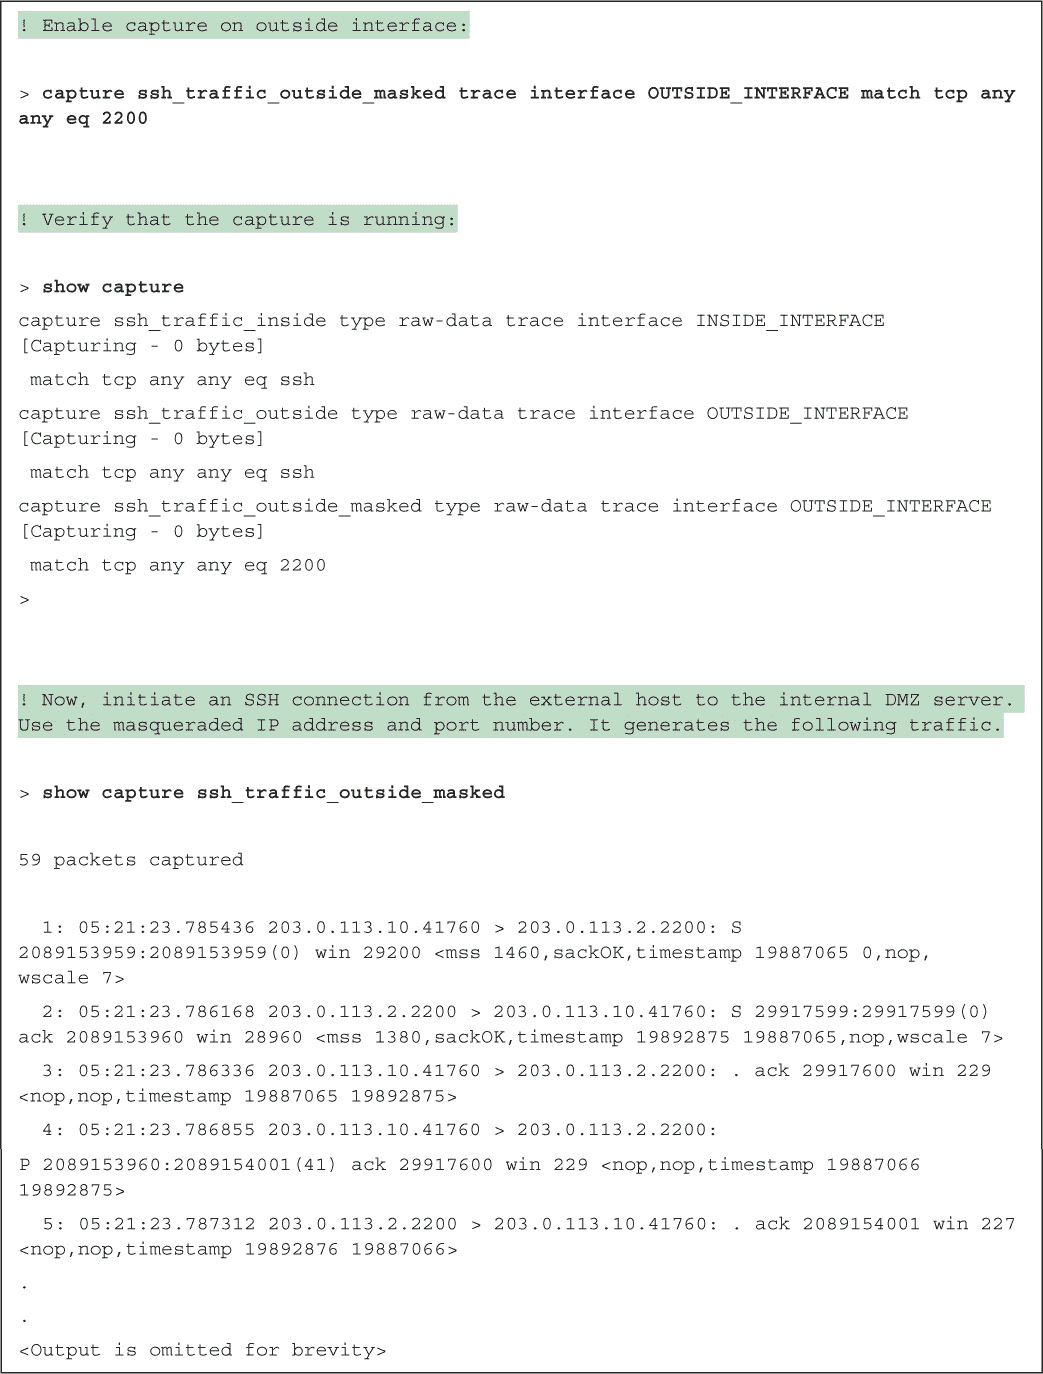 ! Enable capture on outside interface:
> capture ssh_traffic_outside_masked trace interface OUTSIDE_INTERFACE match tcp any
any eq 2200
! Verify that the capture is running:
> show capture
capture ssh_traffic_inside type raw-data trace interface INSIDE_INTERFACE
[Capturing - 0 bytes]
match tcp any any eq ssh
capture ssh_traffic_outside type raw-data trace interface OUTSIDE_INTERFACE
[Capturing - 0 bytes]
match tcp any any eq ssh
capture ssh_traffic_outside_masked type raw-data trace interface OUTSIDE_INTERFACE
[Capturing - 0 bytes]
match tcp any any eq 2200
>
! Now, initiate an SSH connection from the external host to the internal DMZ server.
Use the masqueraded IP address and port number. It generates the following traffic.
> show capture ssh_traffic_outside_masked
59 packets captured
1: 05:21:23.785436 203.0.113.10.41760 > 203.0.113.2.2200: S
2089153959:2089153959(0) win 29200 <mss 1460,sackOK,timestamp 19887065 0,nop,
wscale 7>
2: 05:21:23.786168 203.0.113.2.2200 > 203.0.113.10.41760: S 29917599:29917599(0)
ack 2089153960 win 28960 <mss 1380,sackOK,timestamp 19892875 19887065,nop,wscale 7>
3: 05:21:23.786336 203.0.113.10.41760 > 203.0.113.2.2200: . ack 29917600 win 229
<nop,nop,timestamp 19887065 19892875>
4: 05:21:23.786855 203.0.113.10.41760 > 203.0.113.2.2200:
P 2089153960:2089154001(41) ack 29917600 win 229 <nop,nop,timestamp 19887066
19892875>
5: 05:21:23.787312 203.0.113.2.2200 > 203.0.113.10.41760: . ack 2089154001 win 227
<nop,nop,timestamp 19892876 19887066>
.
.
<Output is omitted for brevity>